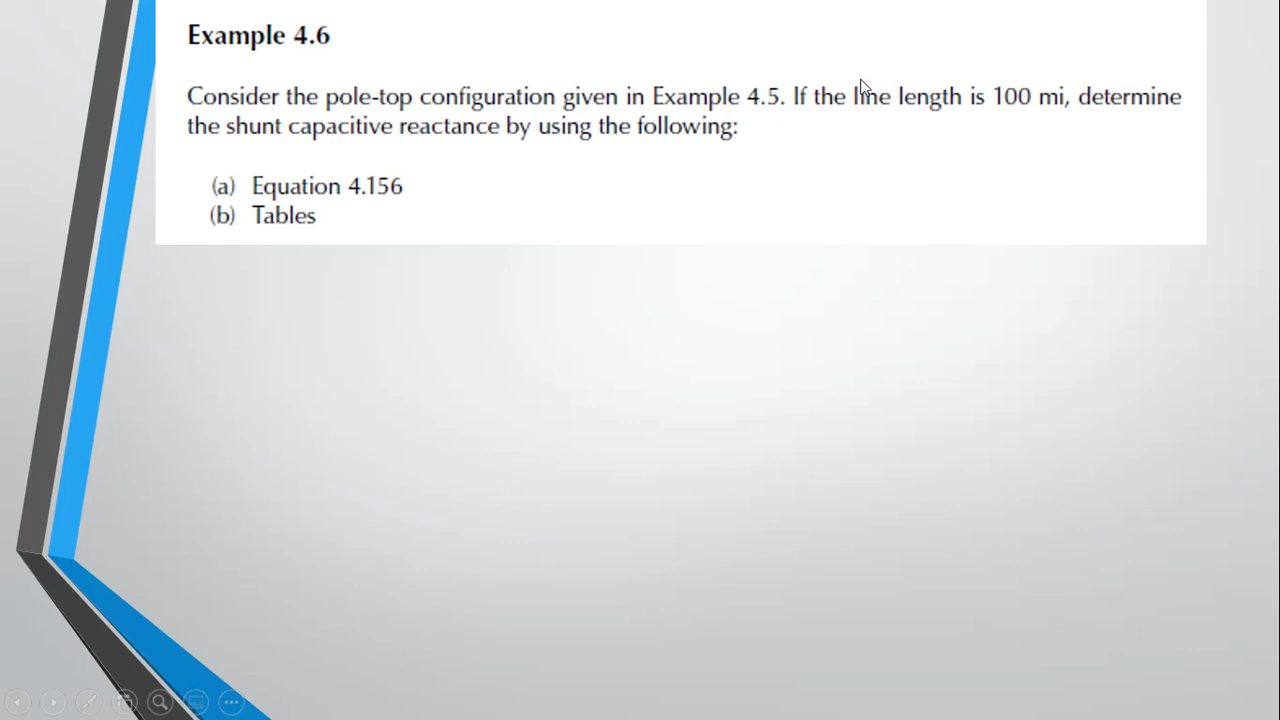 Example 4.6
Consider the pole-top configuration given in Example 4.5. If the line length is 100 mi, determine
the shunt capacitive reactance by using the following:
(a) Equation 4.156
(b) Tables